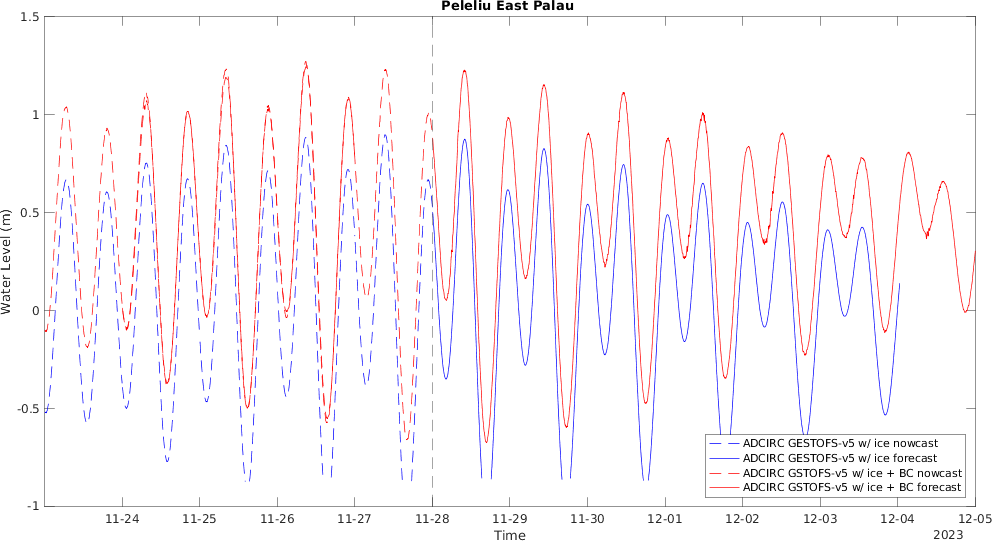 Peleliu East Palau
1.5
1
0.5
0
-0.5
-1
Water Level (m)
11-24 11-25 11-26 11-27 11-28 11-29 11-30 12-01 12-02 12-03 12-04 12-05
Time
2023
ADCIRC GESTOFS-v5 w/ ice nowcast
ADCIRC GESTOFS-v5 w/ ice forecast
ADCIRC GSTOFS-v5 w/ ice + BC nowcast
ADCIRC GSTOFS-v5 w/ ice + BC forecast